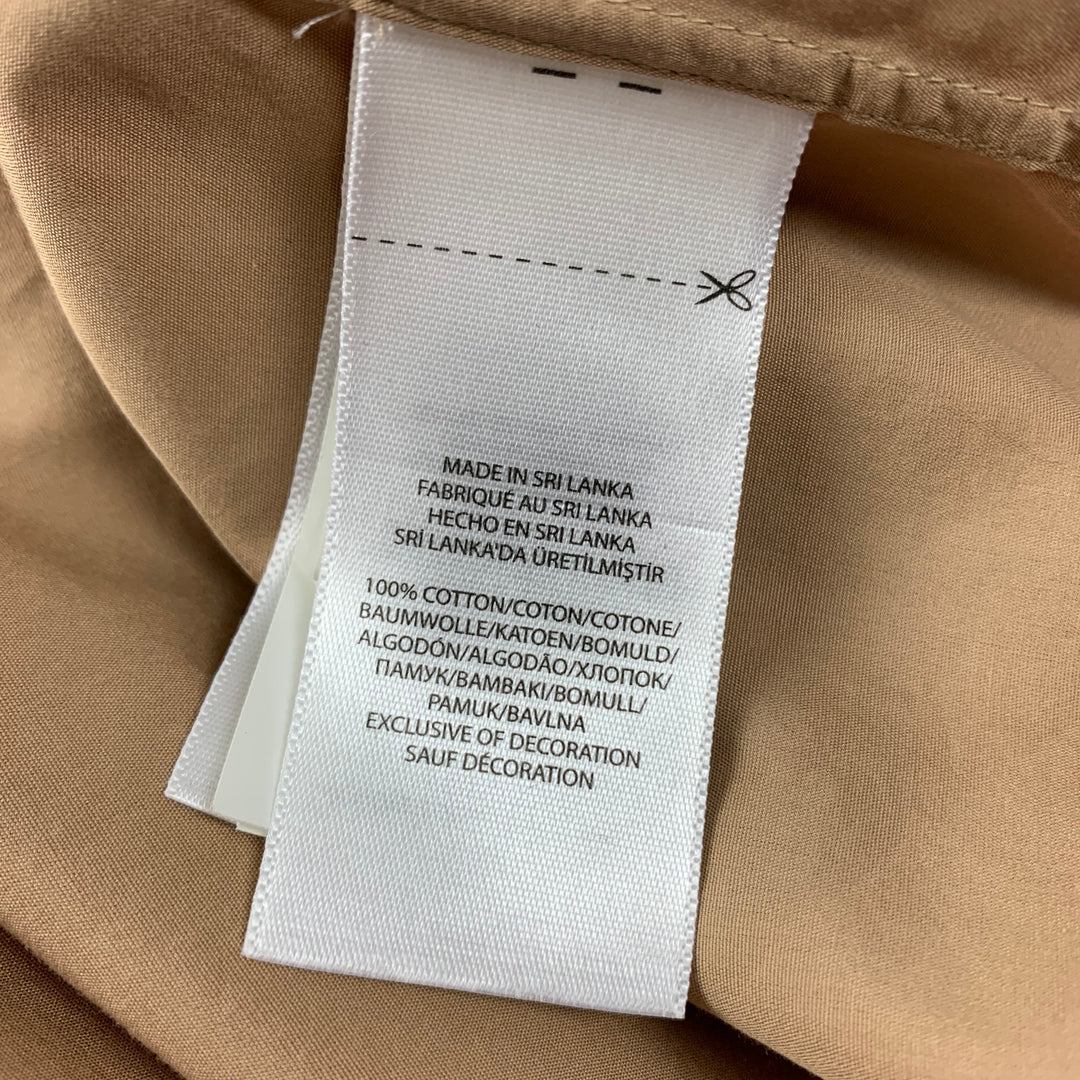 MADE IN SRI LANKA
FABRIQUÉ AU SRI LANKA
HECHO EN SRI LANKA
SRİ LANKA'DA ÜRETİLMİŞTİR
100% COTTON/COTON/COTONE/
BAUMWOLLE/KATOEN/BOMULD/
ALGODÓN/ALGODÃO/ХЛОПОК/
ПАМУК/BAMBAKI/BOMULL/
PAMUK/BAVLNA
EXCLUSIVE OF DECORATION
SAUF DÉCORATION